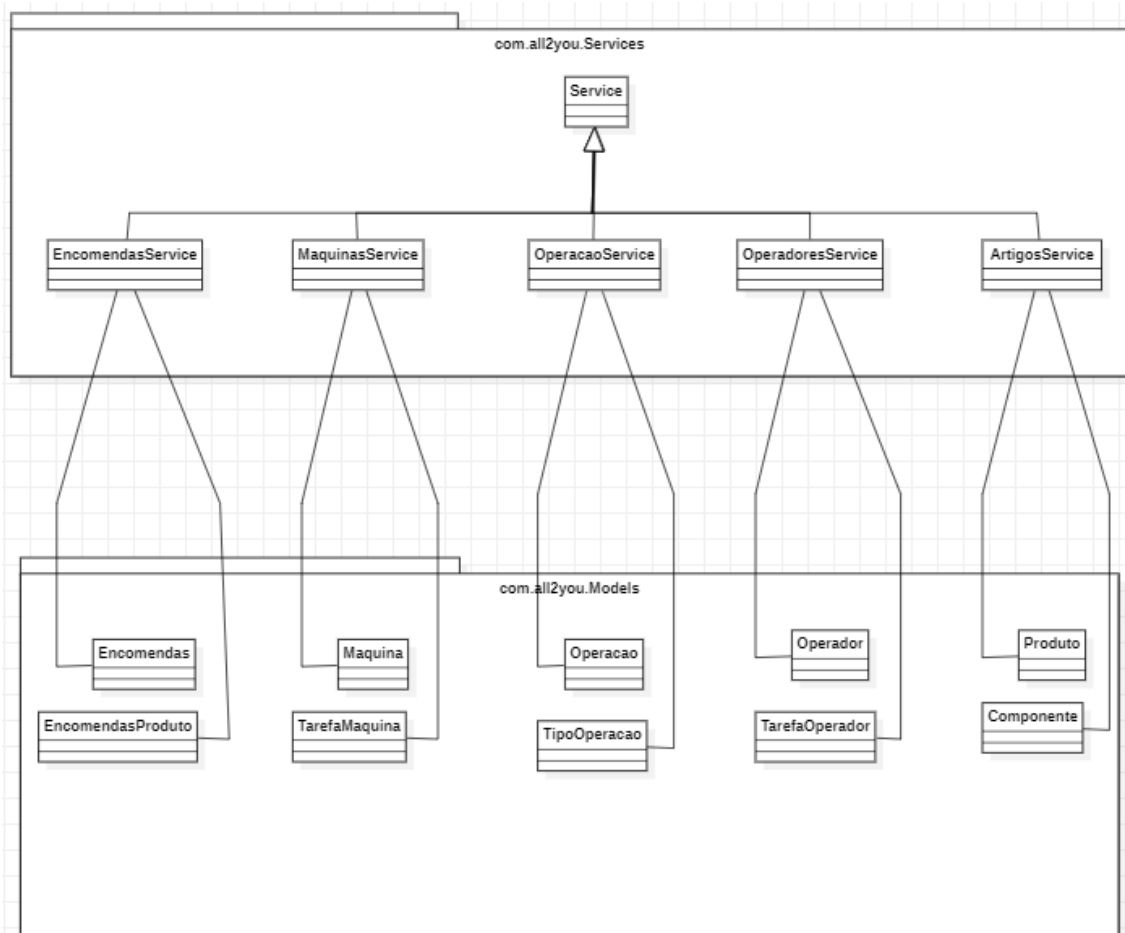 com.all2you.Services
Service
EncomendasService
MaquinasService
OperacaoService
OperadoresService
ArtigosService
com.all2you.Models
Encomendas
Maquina
Operacao
Operador
Produto
EncomendasProduto
TarefaMaquina
TipoOperacao
TarefaOperador
Componente